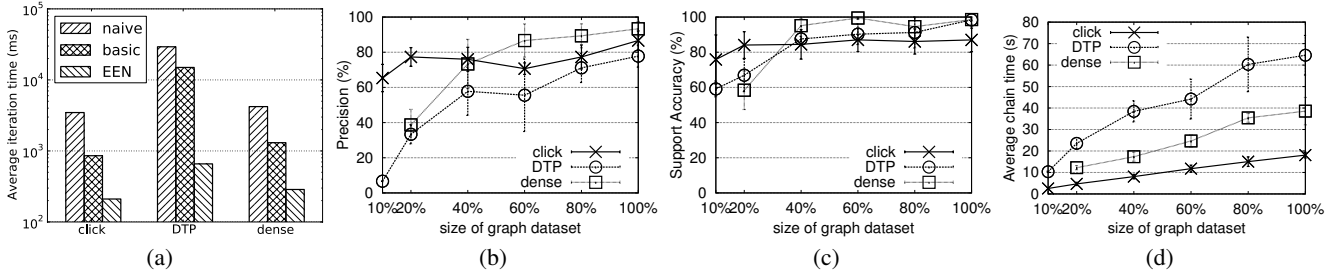 Average iteration time (ms)
10^5
10^4
10^3
10^2
naive
basic
EEN
click
DTP
dense
(a)
Precision (%)
100
80
60
40
20
0
click
DTP
dense
10%
20%
40%
60%
80%
100%
size of graph dataset
(b)
Support Accuracy (%)
100
80
60
40
20
0
click
DTP
dense
10%
20%
40%
60%
80%
100%
size of graph dataset
(c)
Average chain time (s)
80
70
60
50
40
30
20
10
0
click
DTP
dense
10%
20%
40%
60%
80%
100%
size of graph dataset
(d)